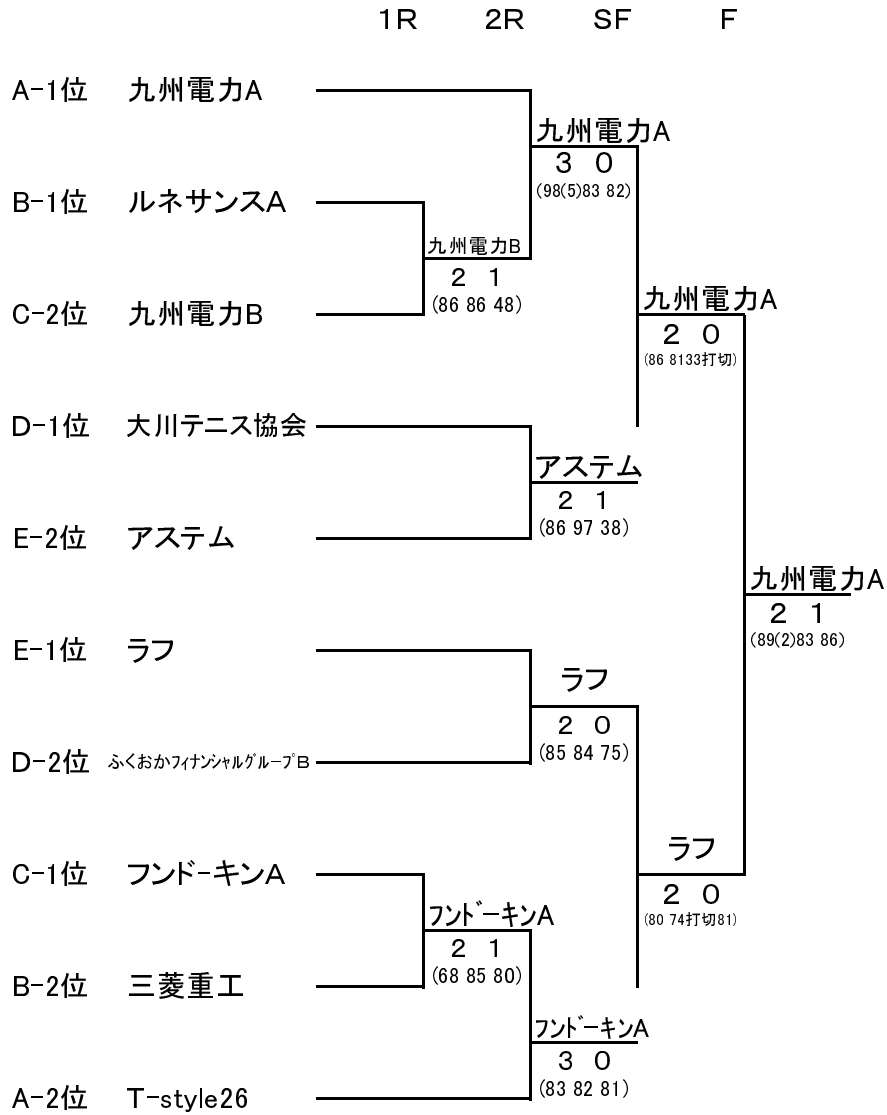 1R 2R SF F
A-1位 九州電力A
九州電力A
3 0
(98(5)83 82)
B-1位 ルネサンスA
九州電力B
2 1
(86 86 48)
九州電力A
C-2位 九州電力B
2 0
(86 8133打切)
D-1位 大川テニス協会
アステム
2 1
(86 97 38)
E-2位 アステム
九州電力A
2 1
(89(2)83 86)
E-1位 ラフ
ラフ
2 0
(85 84 75)
D-2位 ふくおかフィナンシャルグループB
ラフ
C-1位 フンドーキンA
2 0
(80 74打切81)
フンドーキンA
2 1
(68 85 80)
B-2位 三菱重工
フンドーキンA
3 0
(83 82 81)
A-2位 T-style26